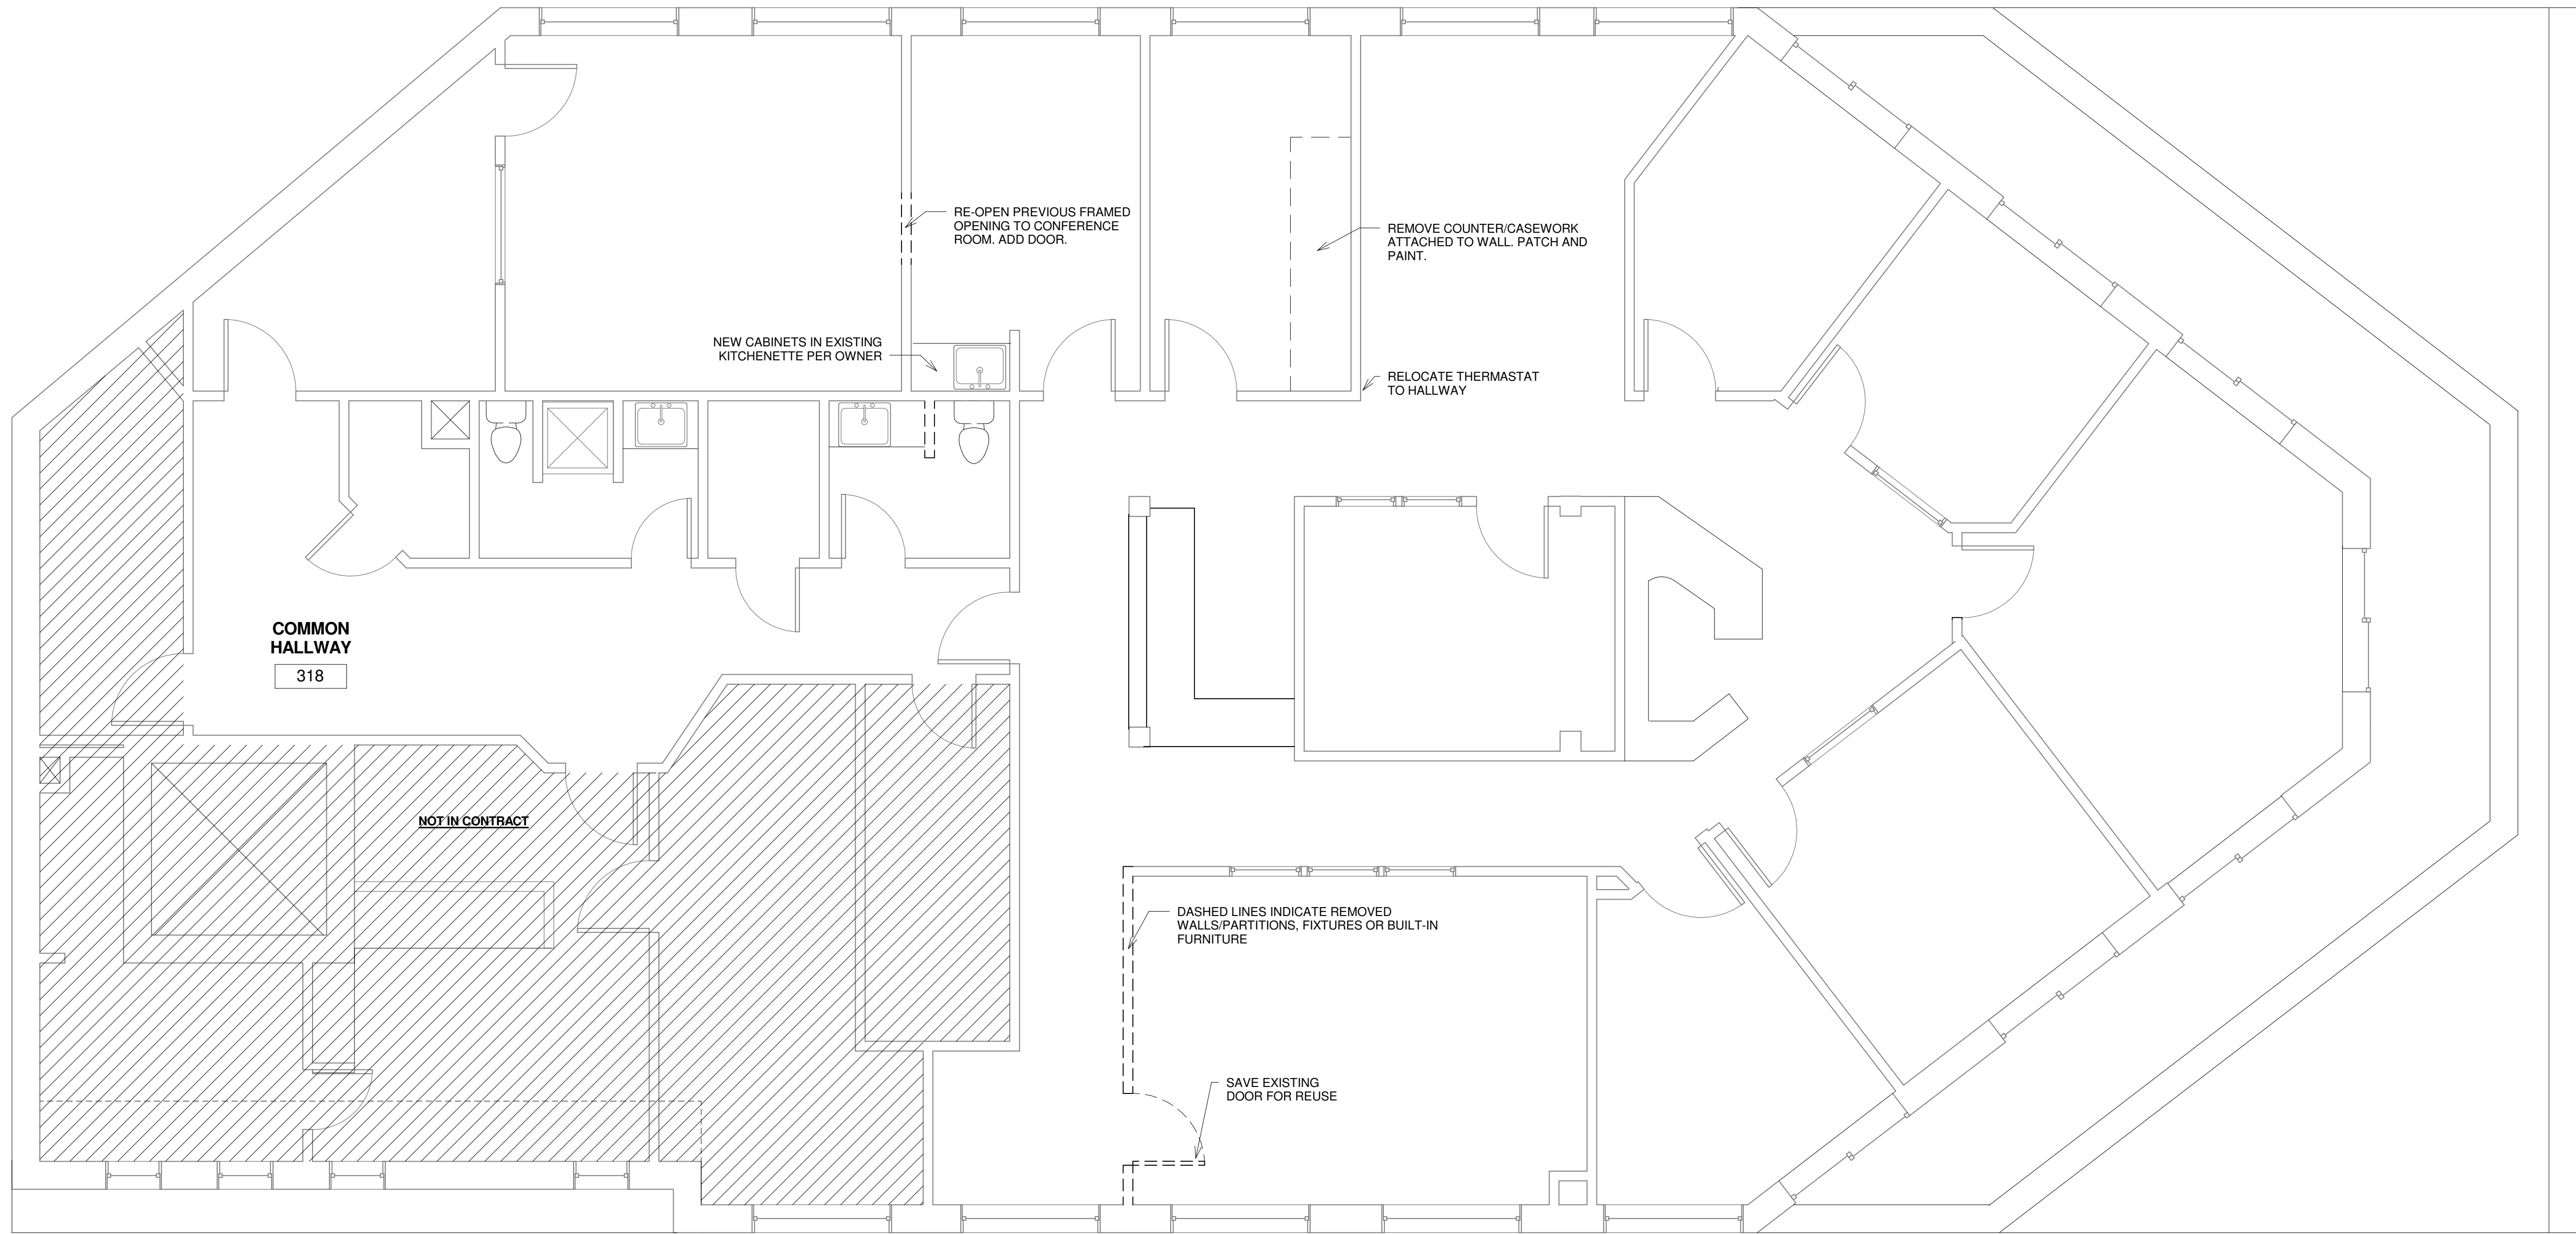 RE-OPEN PREVIOUS FRAMED
OPENING TO CONFERENCE
ROOM. ADD DOOR.
REMOVE COUNTER/CASEWORK
ATTACHED TO WALL. PATCH AND
PAINT.
NEW CABINETS IN EXISTING
KITCHENETTE PER OWNER
RELOCATE THERMASTAT
TO HALLWAY
COMMON
HALLWAY
318
NOT IN CONTRACT
DASHED LINES INDICATE REMOVED
WALLS/PARTITIONS, FIXTURES OR BUILT-IN
FURNITURE
SAVE EXISTING
DOOR FOR REUSE